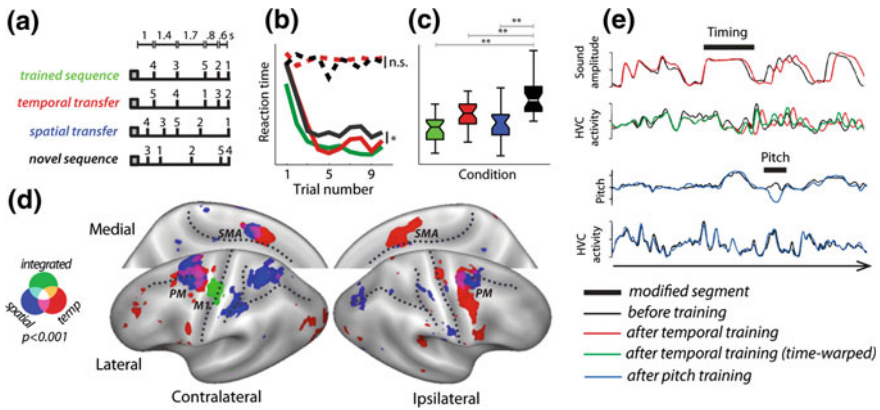 (a)
1 1.4 1.7 .8 .6 s
trained sequence 4 3 5 2 1
temporal transfer 5 4 1 3 2
spatial transfer 4 3 5 2 1
novel sequence 3 1 2 5 4
(b)
Reaction time
n.s.
*
1 5 9
Trial number
(c)
**
**
**
Condition
(d)
Medial
SMA
SMA
integrated
spatial
temp
p<0.001
PM
M1
PM
Lateral
Contralateral
Ipsilateral
(e)
Timing
Sound amplitude
HVC activity
Pitch
Pitch
HVC activity
modified segment
before training
after temporal training
after temporal training (time-warped)
after pitch training